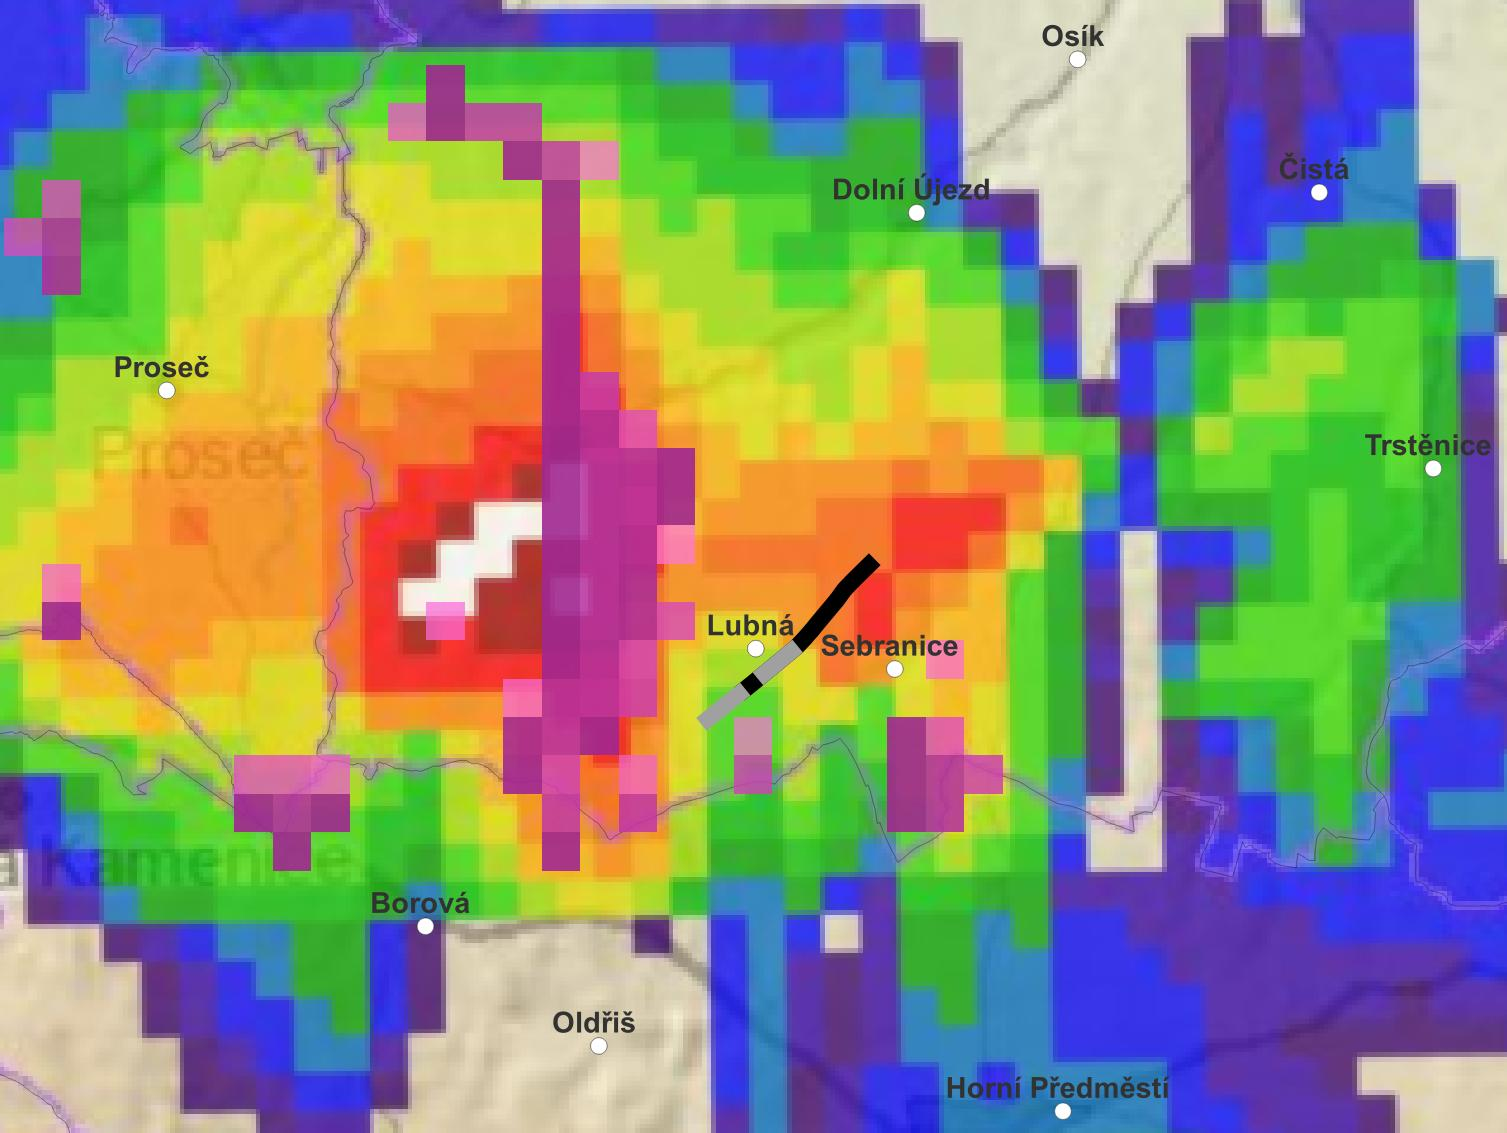 Osík
Čistá
Dolní Újezd
Proseč
Proseč
Trstěnice
Lubná
Sebranice
a Kamenice
Borová
Oldřiš
Horní Předměstí